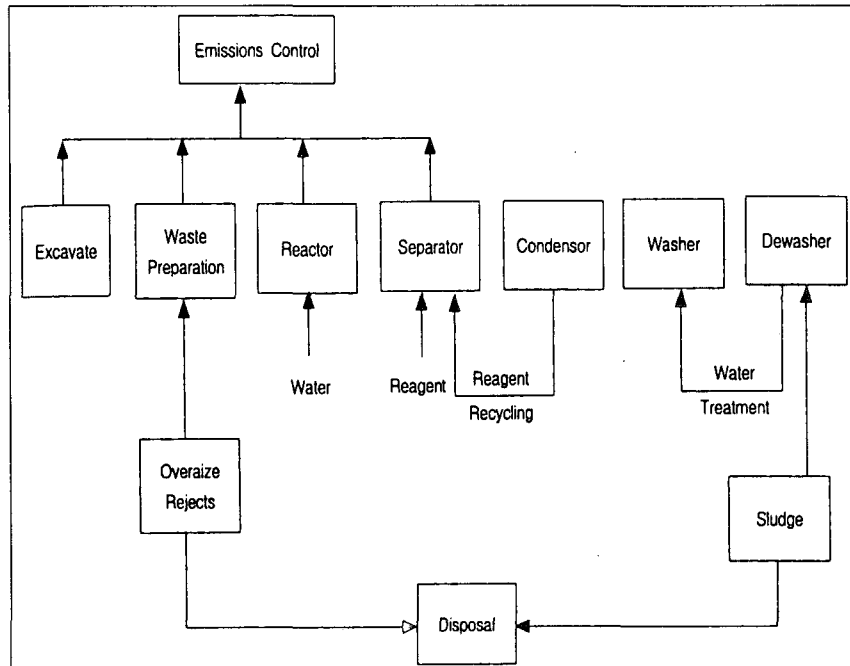 Emissions Control
Excavate
Waste
Preparation
Reactor
Separator
Condensor
Washer
Dewasher
Water
Reagent
Reagent
Recycling
Water
Treatment
Overaize
Rejects
Sludge
Disposal